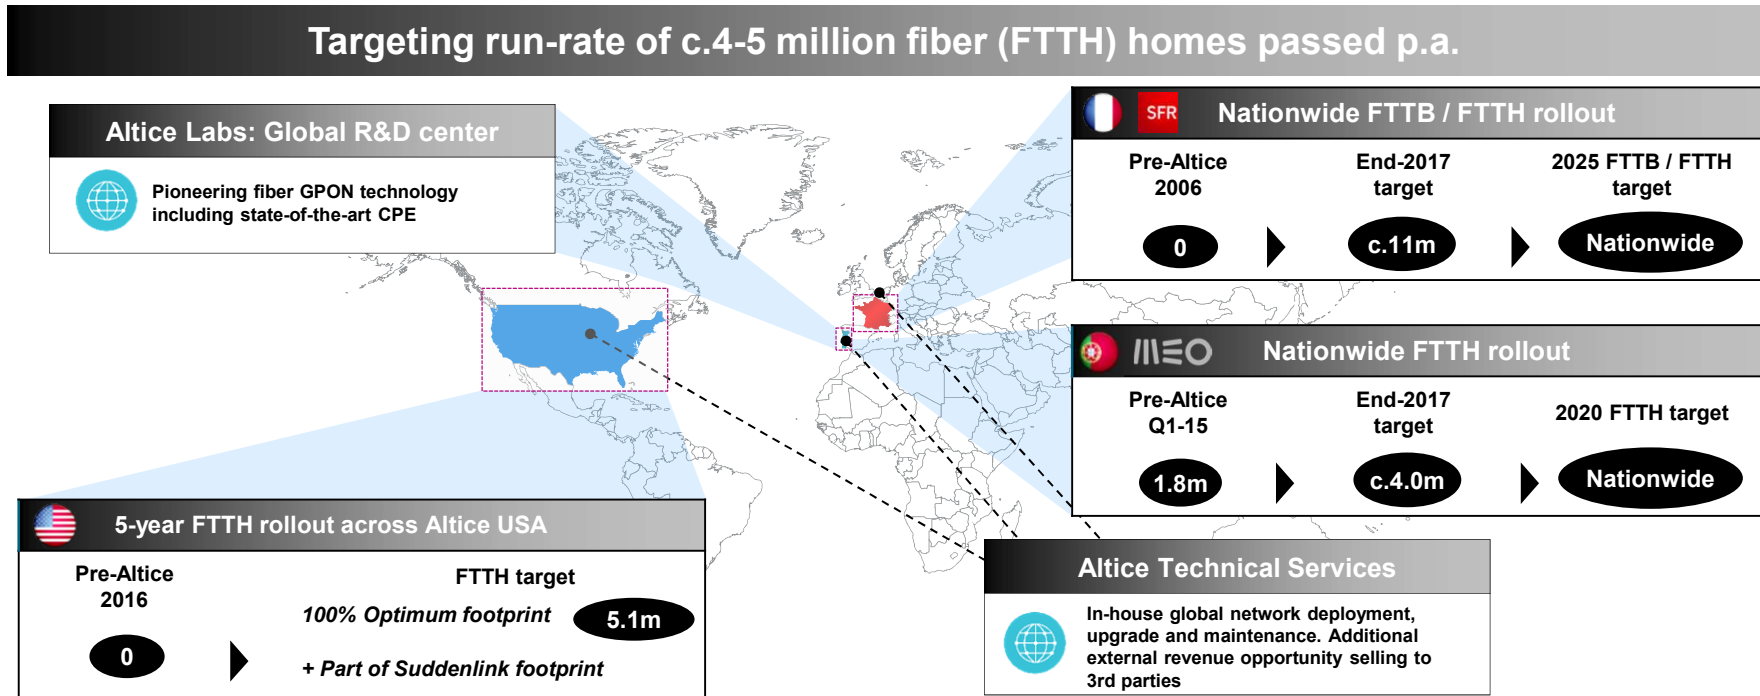 Targeting run-rate of c.4-5 million fiber (FTTH) homes passed p.a.
Altice Labs: Global R&D center
Pioneering fiber GPON technology
including state-of-the-art CPE
SFR
Nationwide FTTB / FTTH rollout
Pre-Altice
2006
End-2017
target
2025 FTTB / FTTH
target
0
c.11m
Nationwide
MEO
Nationwide FTTH rollout
Pre-Altice
Q1-15
End-2017
target
2020 FTTH target
1.8m
c.4.0m
Nationwide
5-year FTTH rollout across Altice USA
Pre-Altice
2016
FTTH target
100% Optimum footprint
5.1m
0
+ Part of Suddenlink footprint
Altice Technical Services
In-house global network deployment,
upgrade and maintenance. Additional
external revenue opportunity selling to
3rd parties